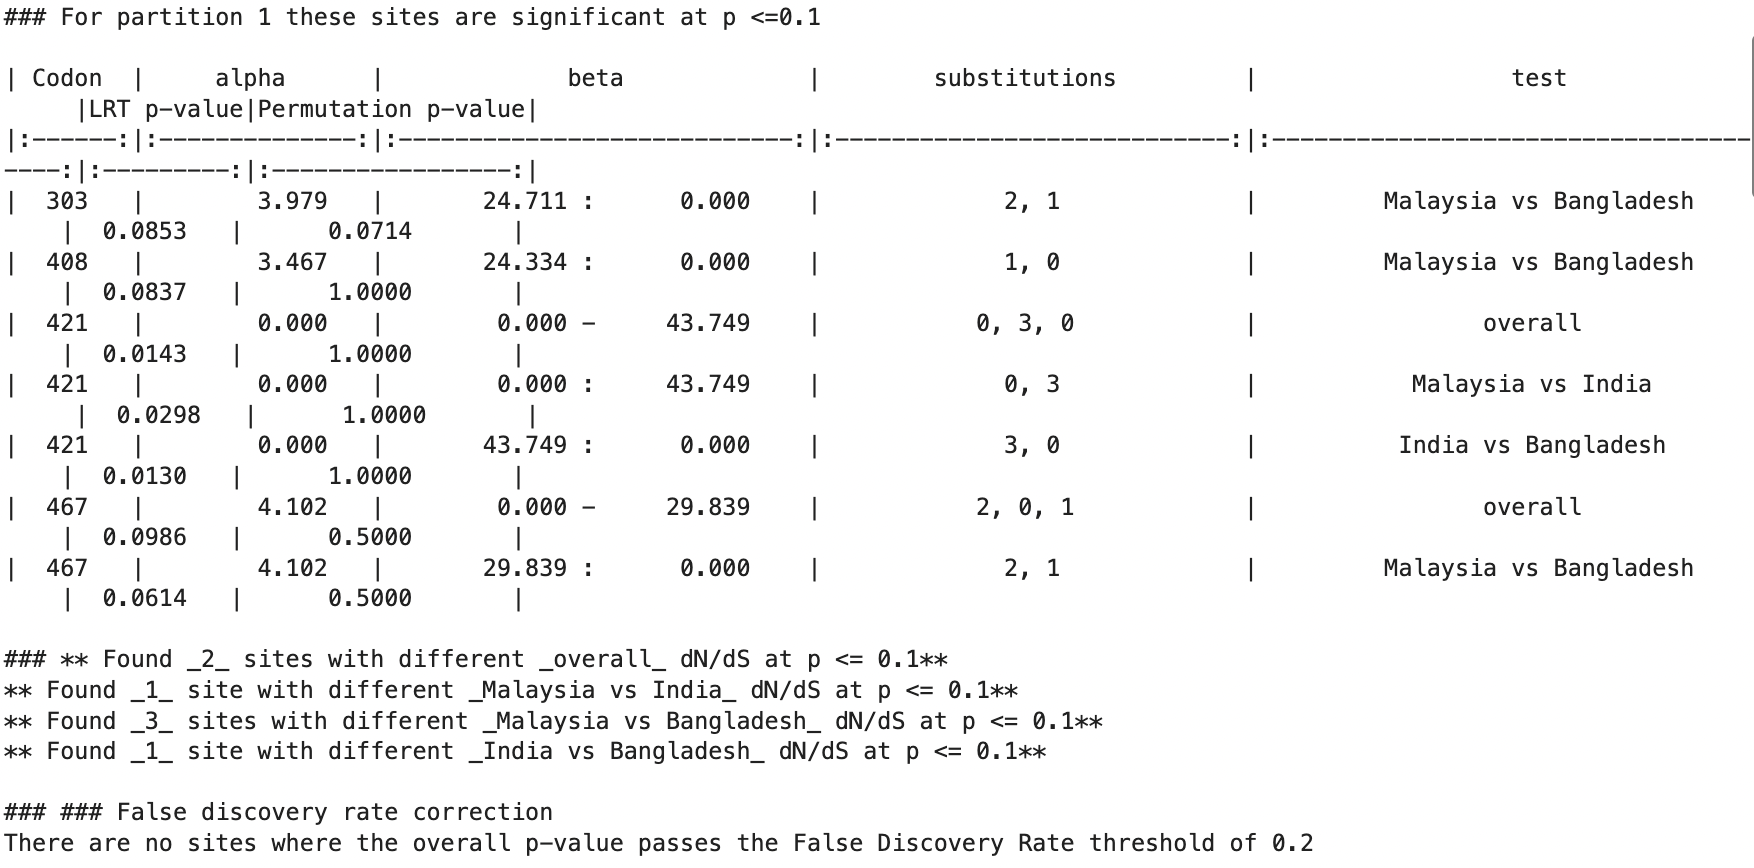 ### For partition 1 these sites are significant at p <=0.1
| Codon | alpha | beta | substitutions | test
|LRT p-value|Permutation p-value|
|:------:|:--------------:|:----------------------------:|:----------------------------:|:----------------------------------
----:|:---------:|:-----------------:|
| 303 | 3.979 | 24.711 : 0.000 | 2, 1 | Malaysia vs Bangladesh
| 0.0853 | 0.0714 |
| 408 | 3.467 | 24.334 : 0.000 | 1, 0 | Malaysia vs Bangladesh
| 0.0837 | 1.0000 |
| 421 | 0.000 | 0.000 - 43.749 | 0, 3, 0 | overall
| 0.0143 | 1.0000 |
| 421 | 0.000 | 0.000 : 43.749 | 0, 3 | Malaysia vs India
| 0.0298 | 1.0000 |
| 421 | 0.000 | 43.749 : 0.000 | 3, 0 | India vs Bangladesh
| 0.0130 | 1.0000 |
| 467 | 4.102 | 0.000 - 29.839 | 2, 0, 1 | overall
| 0.0986 | 0.5000 |
| 467 | 4.102 | 29.839 : 0.000 | 2, 1 | Malaysia vs Bangladesh
| 0.0614 | 0.5000 |
### ** Found _2_ sites with different _overall_ dN/dS at p <= 0.1**
** Found _1_ site with different _Malaysia vs India_ dN/dS at p <= 0.1**
** Found _3_ sites with different _Malaysia vs Bangladesh_ dN/dS at p <= 0.1**
** Found _1_ site with different _India vs Bangladesh_ dN/dS at p <= 0.1**
### ### False discovery rate correction
There are no sites where the overall p-value passes the False Discovery Rate threshold of 0.2